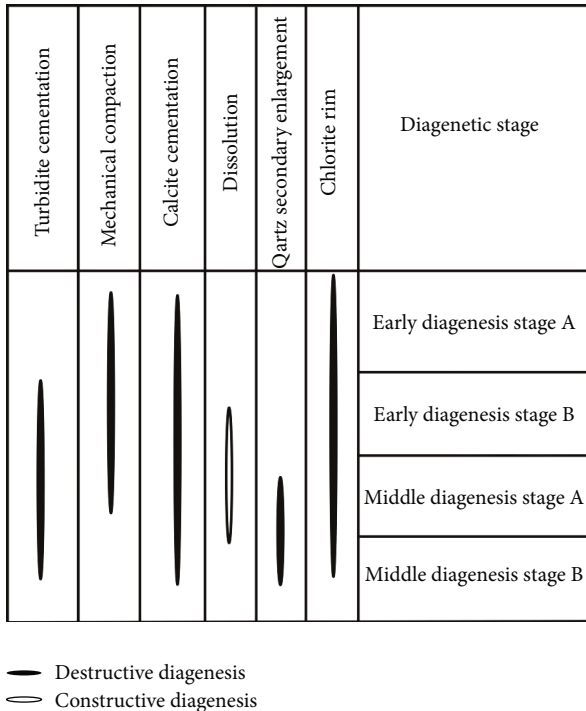 Turbidite cementation
Mechanical compaction
Calcite cementation
Dissolution
Qartz secondary enlargement
Chlorite rim
Diagenetic stage
Early diagenesis stage A
Early diagenesis stage B
Middle diagenesis stage A
Middle diagenesis stage B
Destructive diagenesis
Constructive diagenesis